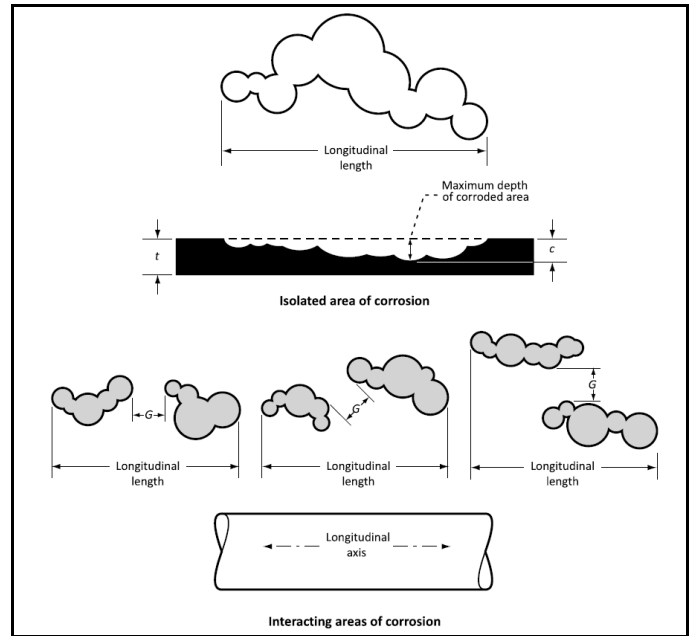 Longitudinal
length
Maximum depth
of corroded area
t
c
Isolated area of corrosion
G
G
G
Longitudinal
length
Longitudinal
length
Longitudinal
length
Longitudinal
axis
Interacting areas of corrosion